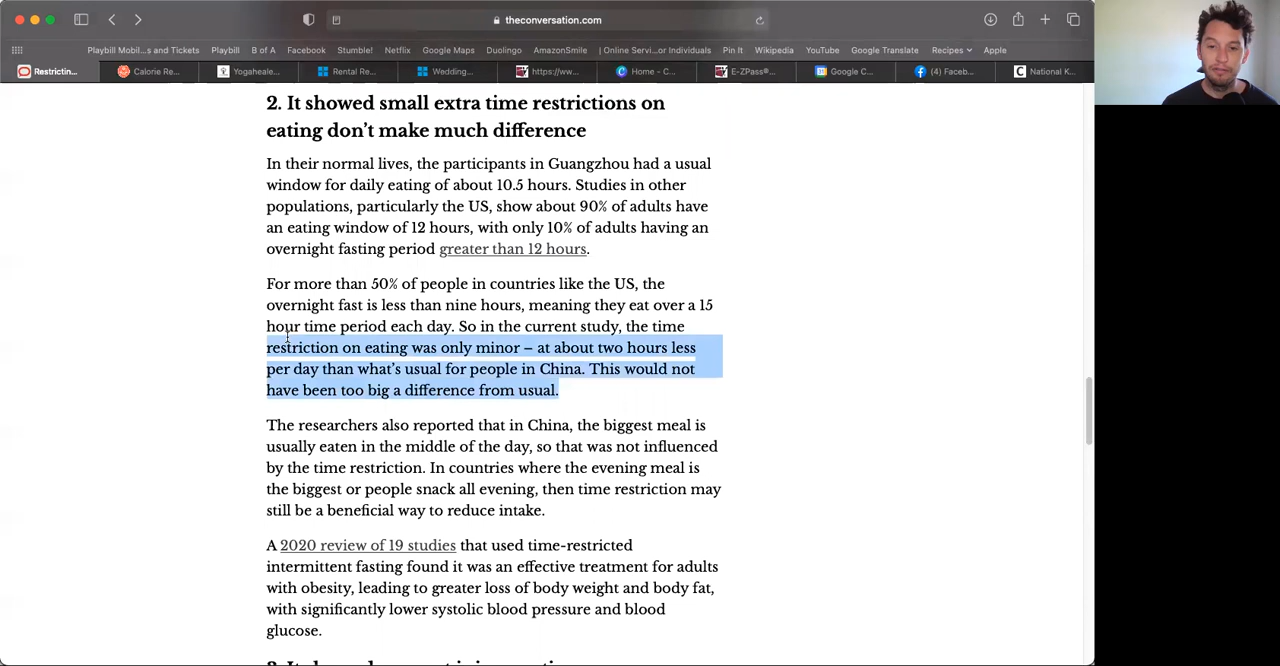 theconversation.com
Playbill Mobil...s and Tickets Playbill B of A Facebook Stumble! Netflix Google Maps Duolingo AmazonSmile | Online Servi...or Individuals Pin It Wikipedia YouTube Google Translate Recipes Apple
Restrictin... Calorie Re... Yogaheale... Rental Re... Wedding... https://ww... Home – C... E-ZPass®... Google C... (4) Faceb... National K...
2. It showed small extra time restrictions on
eating don’t make much difference
In their normal lives, the participants in Guangzhou had a usual
window for daily eating of about 10.5 hours. Studies in other
populations, particularly the US, show about 90% of adults have
an eating window of 12 hours, with only 10% of adults having an
overnight fasting period greater than 12 hours.
For more than 50% of people in countries like the US, the
overnight fast is less than nine hours, meaning they eat over a 15
hour time period each day. So in the current study, the time
restriction on eating was only minor – at about two hours less
per day than what’s usual for people in China. This would not
have been too big a difference from usual.
The researchers also reported that in China, the biggest meal is
usually eaten in the middle of the day, so that was not influenced
by the time restriction. In countries where the evening meal is
the biggest or people snack all evening, then time restriction may
still be a beneficial way to reduce intake.
A 2020 review of 19 studies that used time-restricted
intermittent fasting found it was an effective treatment for adults
with obesity, leading to greater loss of body weight and body fat,
with significantly lower systolic blood pressure and blood
glucose.